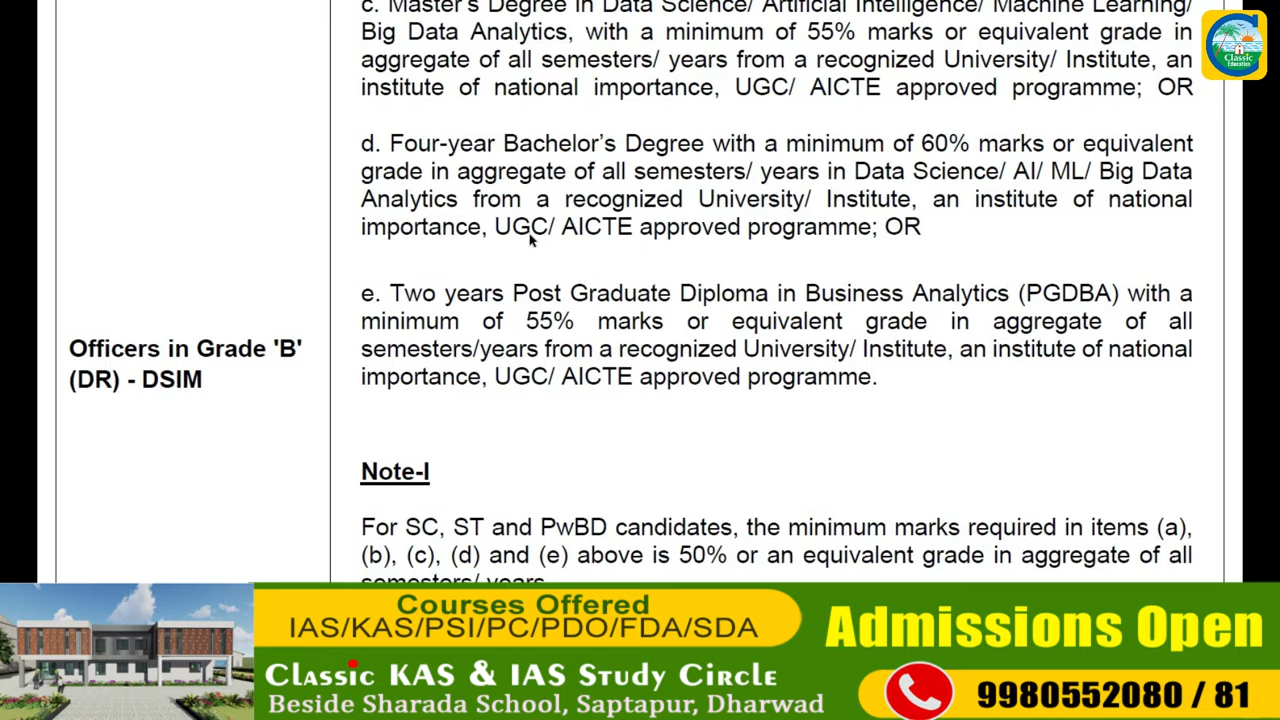 c. Master's Degree in Data Science/ Artificial Intelligence/ Machine Learning/
Big Data Analytics, with a minimum of 55% marks or equivalent grade in
aggregate of all semesters/ years from a recognized University/ Institute, an
institute of national importance, UGC/ AICTE approved programme; OR
d. Four-year Bachelor's Degree with a minimum of 60% marks or equivalent
grade in aggregate of all semesters/ years in Data Science/ AI/ ML/ Big Data
Analytics from a recognized University/ Institute, an institute of national
importance, UGC/ AICTE approved programme; OR
e. Two years Post Graduate Diploma in Business Analytics (PGDBA) with a
minimum of 55% marks or equivalent grade in aggregate of all
semesters/years from a recognized University/ Institute, an institute of national
importance, UGC/ AICTE approved programme.
Officers in Grade 'B'
(DR) - DSIM
Note-I
For SC, ST and PwBD candidates, the minimum marks required in items (a),
(b), (c), (d) and (e) above is 50% or an equivalent grade in aggregate of all
semesters/ years
Classic
Education
Courses Offered
IAS/KAS/PSI/PC/PDO/FDA/SDA
Classic KAS & IAS Study Circle
Beside Sharada School, Saptapur, Dharwad
Admissions Open
9980552080 / 81